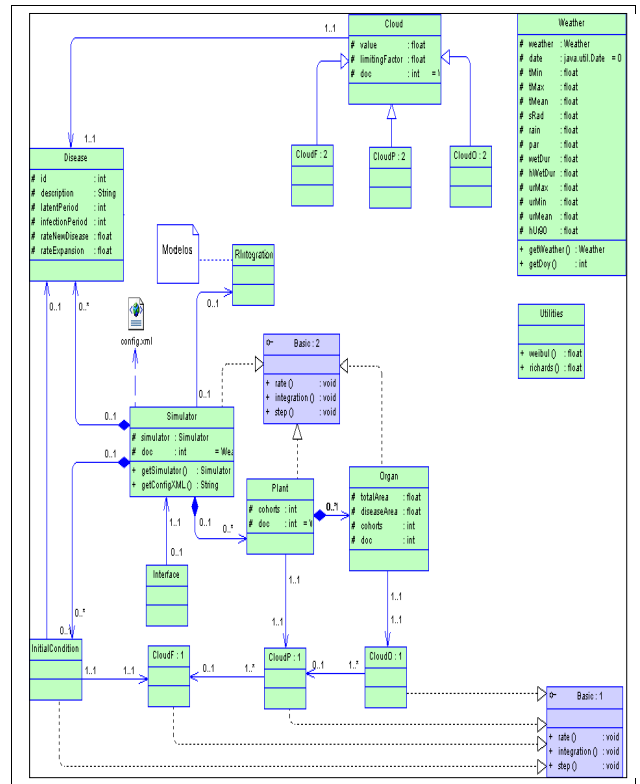 Cloud
# value : float
# limitingFactor : float
# doc : int = \
Weather
# weather : Weather
# date : java.util.Date = 0
# tMin : float
# tMax : float
# tMean : float
# sRad : float
# rain : float
# par : float
# wetDur : float
# hWetDur : float
# urMax : float
# urMin : float
# urMean : float
# hUr90 : float
+ getWeather () : Weather
+ getDoy () : int
1..1
1..1
CloudF : 2
CloudP : 2
CloudO : 2
Disease
# id : int
# description : String
# latentPeriod : int
# infectionPeriod : int
# rateNewDisease : float
# rateExpansion : float
Modelos
RIntegration
0..1
0..1
0..*
0..1
config.xml
Utilities
+ weibul () : float
+ richards () : float
Basic : 2
+ rate () : void
+ integration () : void
+ step () : void
0..1
0..1
0..1
Simulator
# simulator : Simulator
# doc : int = Wea
+ getSimulator () : Simulator
+ getConfigXML () : String
Plant
# cohorts : int
# doc : int = \
Organ
# totalArea : float
# diseaseArea : float
# cohorts : int
# doc : int
0..1
0..*
1..1
0..1
Interface
1..1
1..1
1..1
1..1
0..*
0..1
InitialCondition
1..1
1..1
CloudF : 1
0..1
1..*
CloudP : 1
0..1
1..*
CloudO : 1
Basic : 1
+ rate () : void
+ integration () : void
+ step () : void